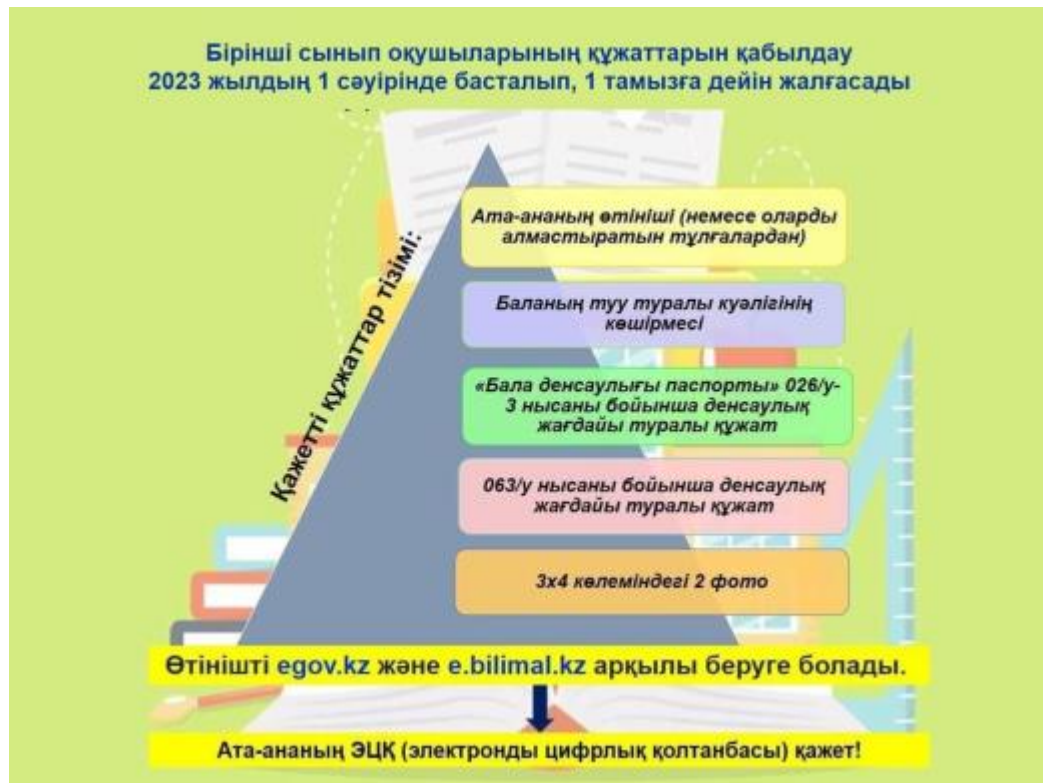 Бірінші сынып оқушыларының құжаттарын қабылдау
2023 жылдың 1 сәуірінде басталып, 1 тамызға дейін жалғасады
Қажетті құжаттар тізімі:
Ата-ананың өтініші (немесе оларды
алмастыратын тұлғалардан)
Баланың туу туралы куәлігінің
көшірмесі
«Бала денсаулығы паспорты» 026/у-
3 нысаны бойынша денсаулық
жағдайы туралы құжат
063/у нысаны бойынша денсаулық
жағдайы туралы құжат
3х4 көлеміндегі 2 фото
Өтінішті egov.kz және e.bilimal.kz арқылы беруге болады.
Ата-ананың ЭЦҚ (электронды цифрлық қолтанбасы) қажет!